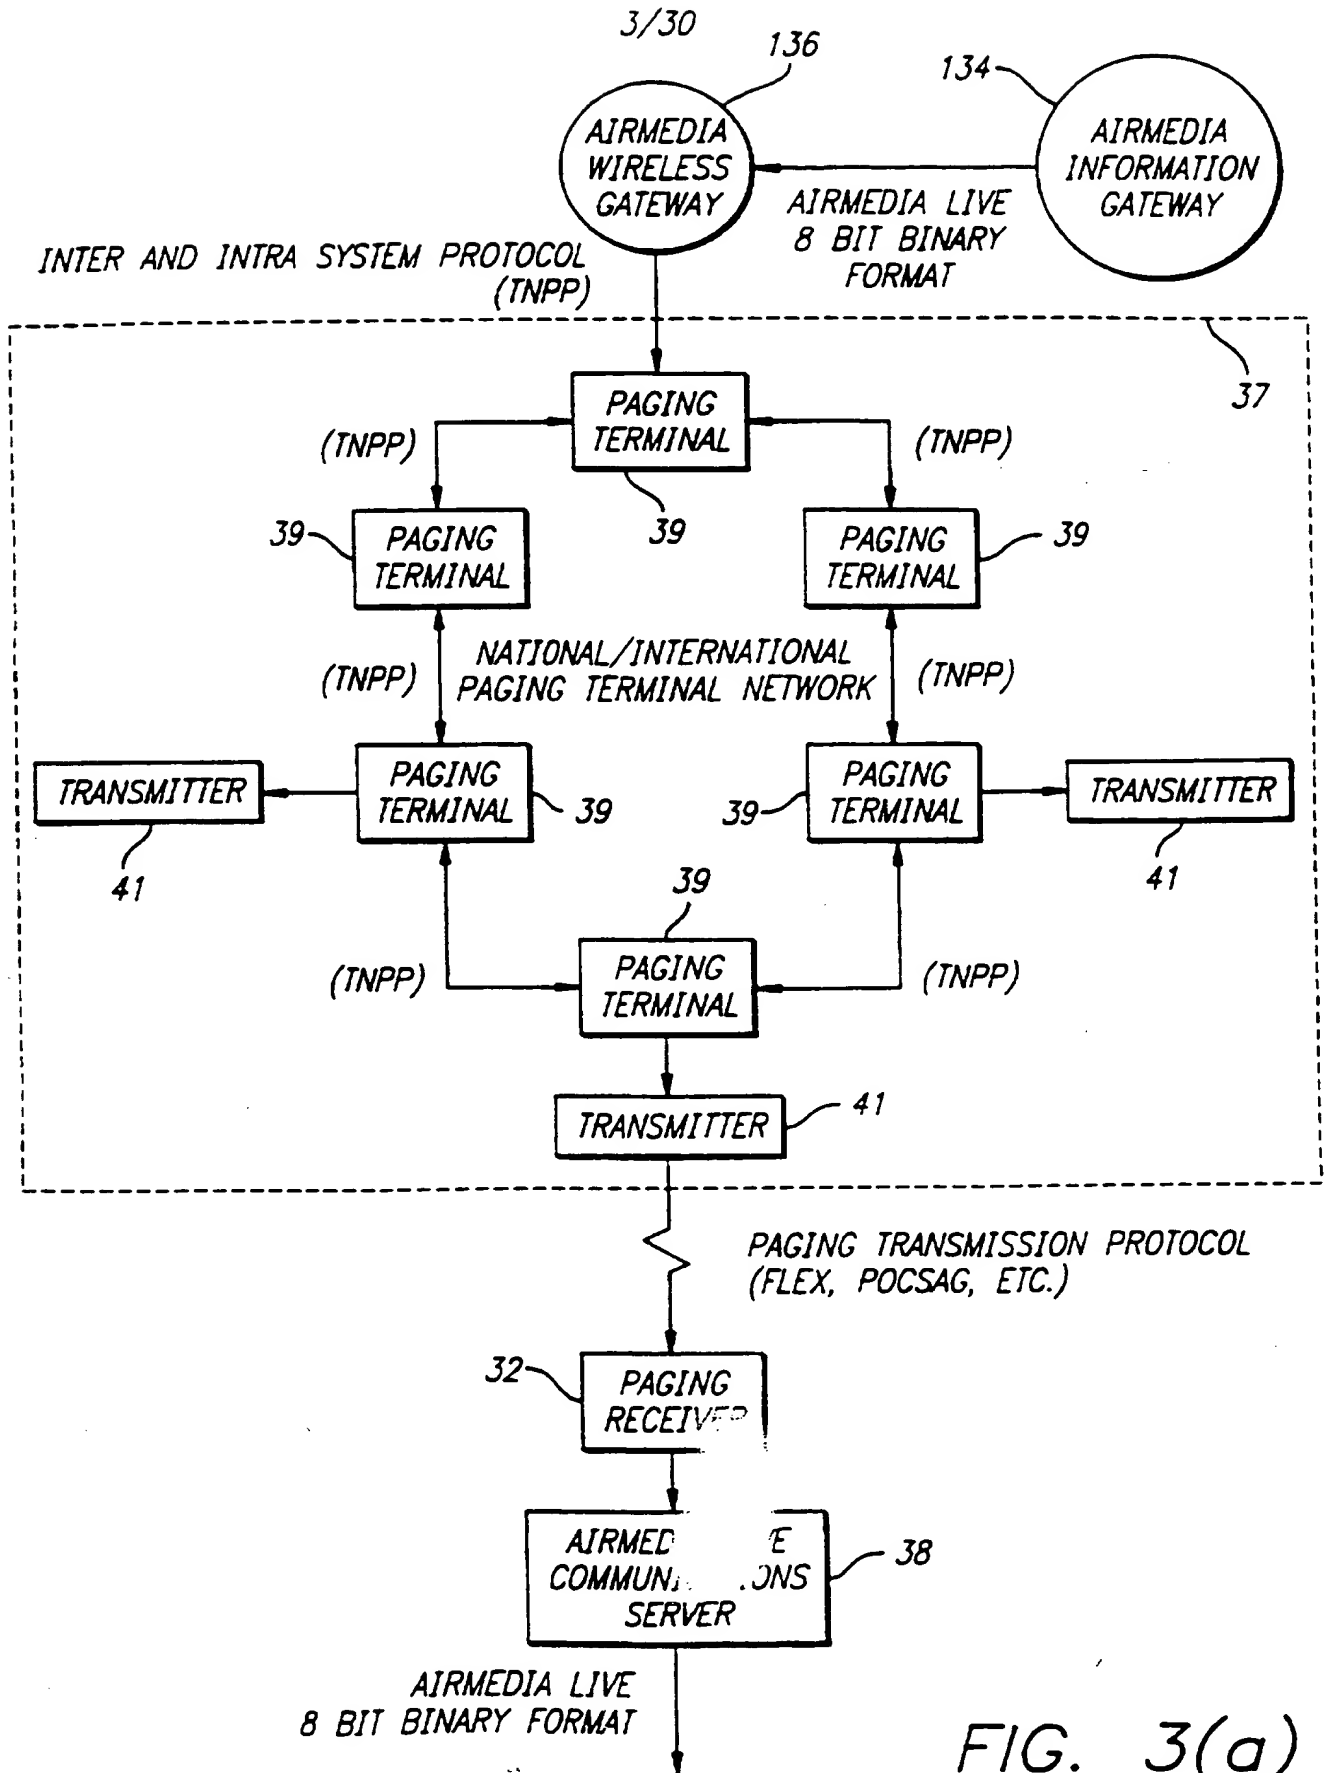 3/30
136
134
AIRMEDIA
WIRELESS
GATEWAY
AIRMEDIA
INFORMATION
GATEWAY
AIRMEDIA LIVE
8 BIT BINARY
FORMAT
INTER AND INTRA SYSTEM PROTOCOL
(TNPP)
37
PAGING
TERMINAL
39
(TNPP)
(TNPP)
39
PAGING
TERMINAL
PAGING
TERMINAL
39
(TNPP)
NATIONAL/INTERNATIONAL
PAGING TERMINAL NETWORK
(TNPP)
TRANSMITTER
41
PAGING
TERMINAL
39
39
PAGING
TERMINAL
TRANSMITTER
41
39
(TNPP)
PAGING
TERMINAL
(TNPP)
TRANSMITTER
41
PAGING TRANSMISSION PROTOCOL
(FLEX, POCSAG, ETC.)
32
PAGING
RECEIVER
SERVER
38
AIRMEDIA LIVE
8 BIT BINARY FORMAT
FIG. 3(a)